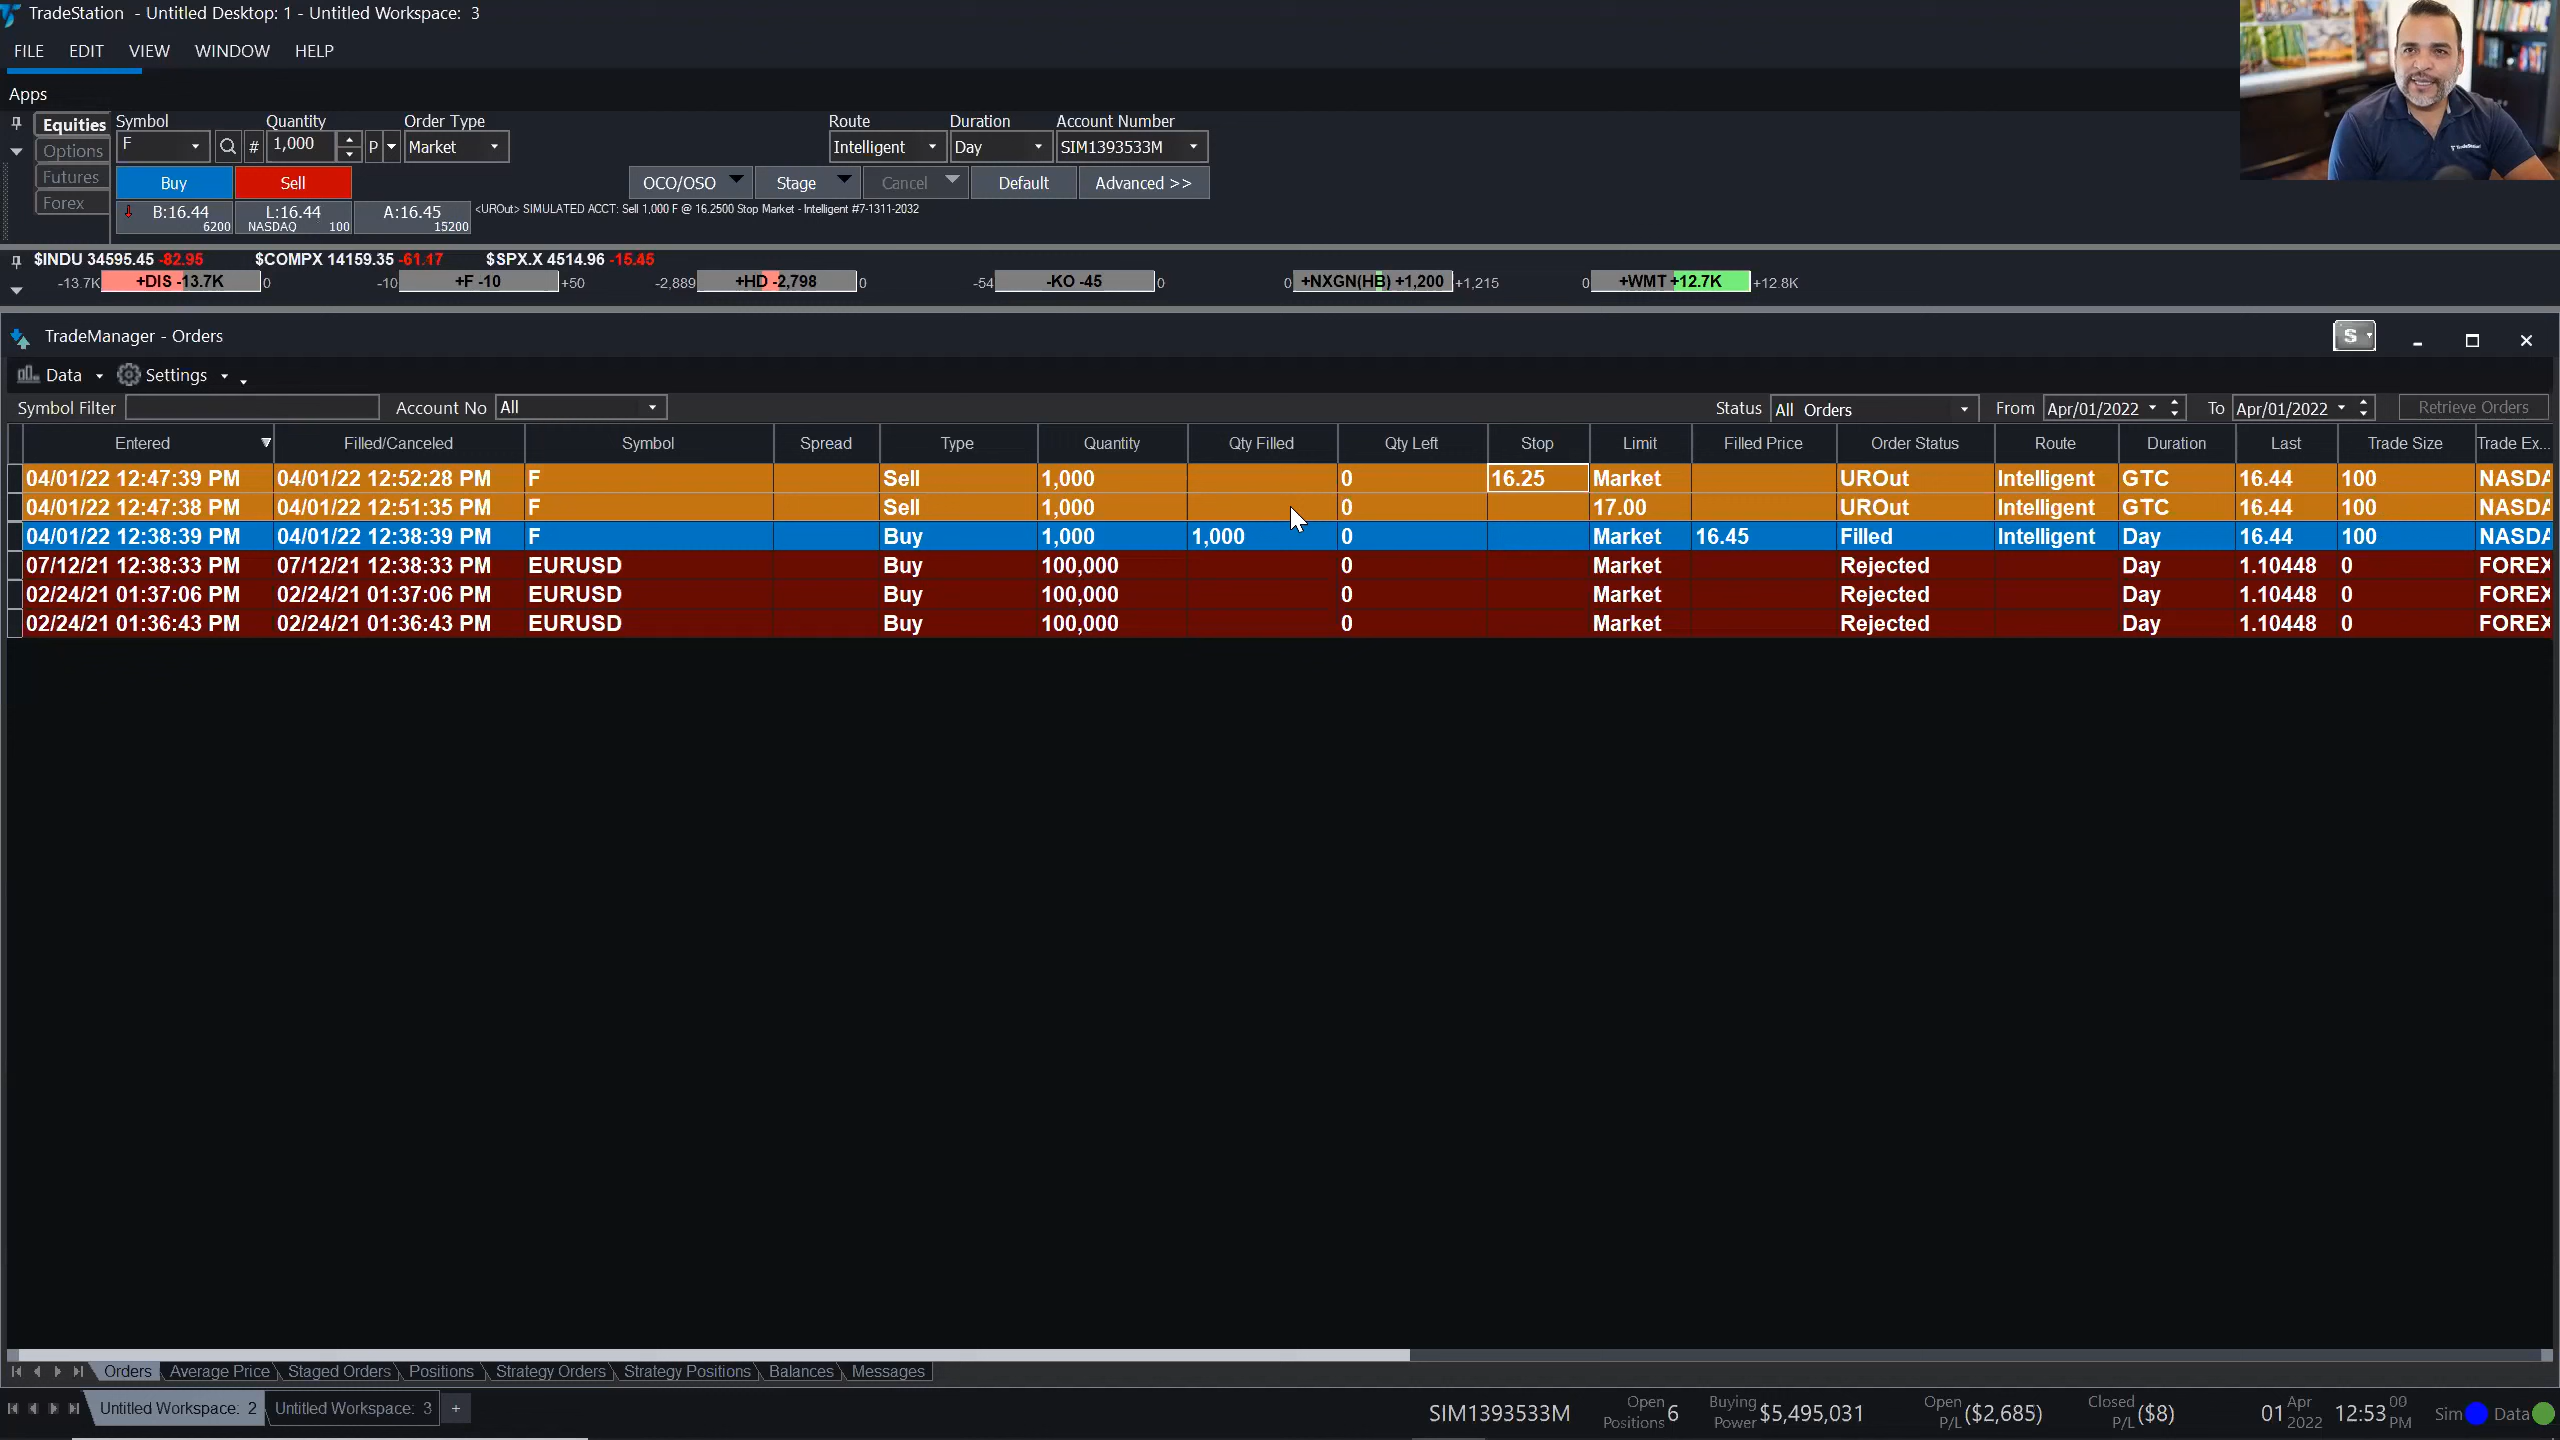 TradeStation - Untitled Desktop: 1 - Untitled Workspace: 3
FILE EDIT VIEW WINDOW HELP
Apps
Equities
Options
Futures
Forex
Symbol Quantity Order Type Route Duration Account Number
F # 1,000 P Market Intelligent Day SIM1393533M
Buy Sell OCO/OSO Stage Cancel Default Advanced >>
B:16.44 L:16.44 A:16.45 <UROut> SIMULATED ACCT: Sell 1,000 F @ 16.2500 Stop Market - Intelligent #7-1311-2032
6200 NASDAQ 100 15200
$INDU 34595.45 -82.95 $COMPX 14159.35 -61.17 $SPX.X 4514.96 -15.45
-13.7K +DIS -13.7K 0 -10 +F -10 +50 -2,889 +HD -2,798 0 -54 -KO -45 0 0 +NXGN(HB) +1,200 +1,215 0 +WMT +12.7K +12.8K
TradeManager - Orders S
Data Settings
Symbol Filter Account No All Status All Orders From Apr/01/2022 To Apr/01/2022 Retrieve Orders
Entered Filled/Canceled Symbol Spread Type Quantity Qty Filled Qty Left Stop Limit Filled Price Order Status Route Duration Last Trade Size Trade Ex...
04/01/22 12:47:39 PM 04/01/22 12:52:28 PM F Sell 1,000 0 16.25 Market UROut Intelligent GTC 16.44 100 NASDA
04/01/22 12:47:38 PM 04/01/22 12:51:35 PM F Sell 1,000 0 17.00 UROut Intelligent GTC 16.44 100 NASDA
04/01/22 12:38:39 PM 04/01/22 12:38:39 PM F Buy 1,000 1,000 0 Market 16.45 Filled Intelligent Day 16.44 100 NASDA
07/12/21 12:38:33 PM 07/12/21 12:38:33 PM EURUSD Buy 100,000 0 Market Rejected Day 1.10448 0 FOREX
02/24/21 01:37:06 PM 02/24/21 01:37:06 PM EURUSD Buy 100,000 0 Market Rejected Day 1.10448 0 FOREX
02/24/21 01:36:43 PM 02/24/21 01:36:43 PM EURUSD Buy 100,000 0 Market Rejected Day 1.10448 0 FOREX
Orders Average Price Staged Orders Positions Strategy Orders Strategy Positions Balances Messages
Untitled Workspace: 2 Untitled Workspace: 3 + SIM1393533M Open Positions 6 Buying Power $5,495,031 Open P/L ($2,685) Closed P/L ($8) 01 Apr 2022 12:53 00 PM Sim Data